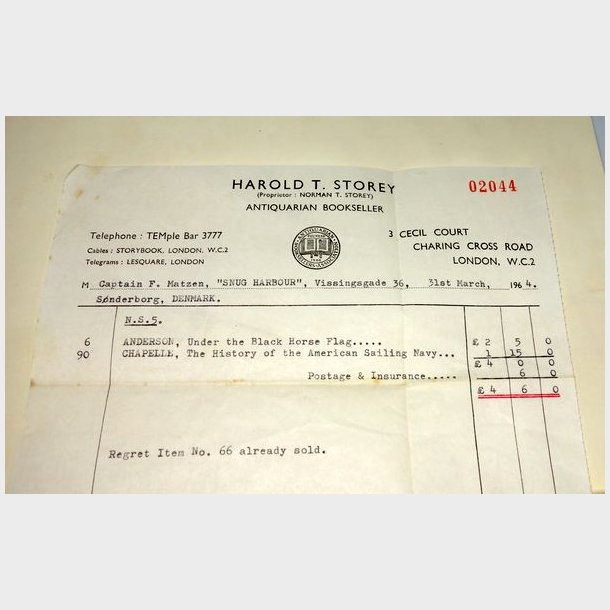 HAROLD T. STOREY
(Proprietor : NORMAN T. STOREY)
ANTIQUARIAN BOOKSELLER
02044
Telephone : TEMple Bar 3777
Cables : STORYBOOK, LONDON, W.C.2
Telegrams : LESQUARE, LONDON
3 CECIL COURT
CHARING CROSS ROAD
LONDON, W.C.2
M Captain F. Matzen, "SNUG HARBOUR", Vissingsgade 36, 31st March, 1964.
Sønderborg, DENMARK.
N.S.5.
6 ANDERSON, Under the Black Horse Flag..... £ 2 5 0
90 CHAPELLE, The History of the American Sailing Navy... 1 15 0
£ 4 0 0
Postage & Insurance..... 6 0
£ 4 6 0
Regret Item No. 66 already sold.